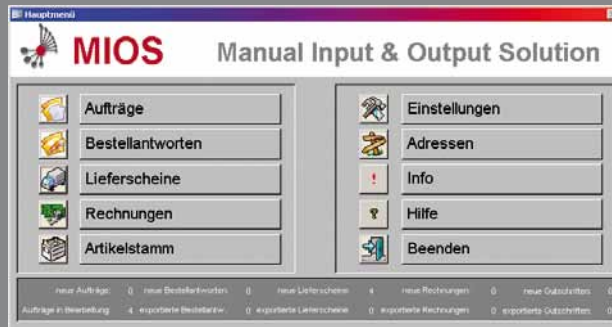 Hauptmenü
MIOS Manual Input & Output Solution
Aufträge
Bestellantworten
Lieferscheine
Rechnungen
Artikelstamm
Einstellungen
Adressen
! Info
? Hilfe
Beenden
neue Aufträge: 0 neue Bestellantworten: 0 neue Lieferscheine: 4 neue Rechnungen: 0 neue Gutschriften: 0
Aufträge in Bearbeitung: 4 exportierte Bestellantw.: 0 exportierte Lieferscheine: 0 exportierte Rechnungen: 0 exportierte Gutschriften: 0